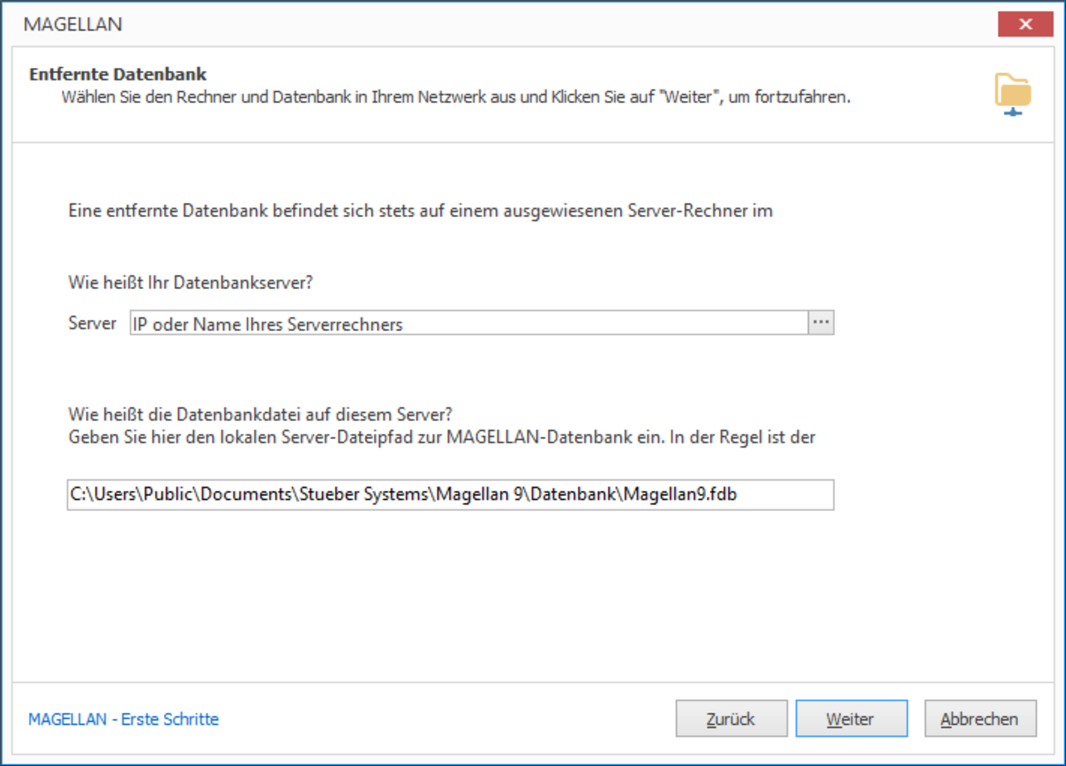 MAGELLAN
Entfernte Datenbank
Wählen Sie den Rechner und Datenbank in Ihrem Netzwerk aus und Klicken Sie auf "Weiter", um fortzufahren.
Eine entfernte Datenbank befindet sich stets auf einem ausgewiesenen Server-Rechner im
Wie heißt Ihr Datenbankserver?
Server IP oder Name Ihres Serverrechners ...
Wie heißt die Datenbankdatei auf diesem Server?
Geben Sie hier den lokalen Server-Dateipfad zur MAGELLAN-Datenbank ein. In der Regel ist der
C:\Users\Public\Documents\Stueber Systems\Magellan 9\Datenbank\Magellan9.fdb
MAGELLAN - Erste Schritte Zurück Weiter Abbrechen